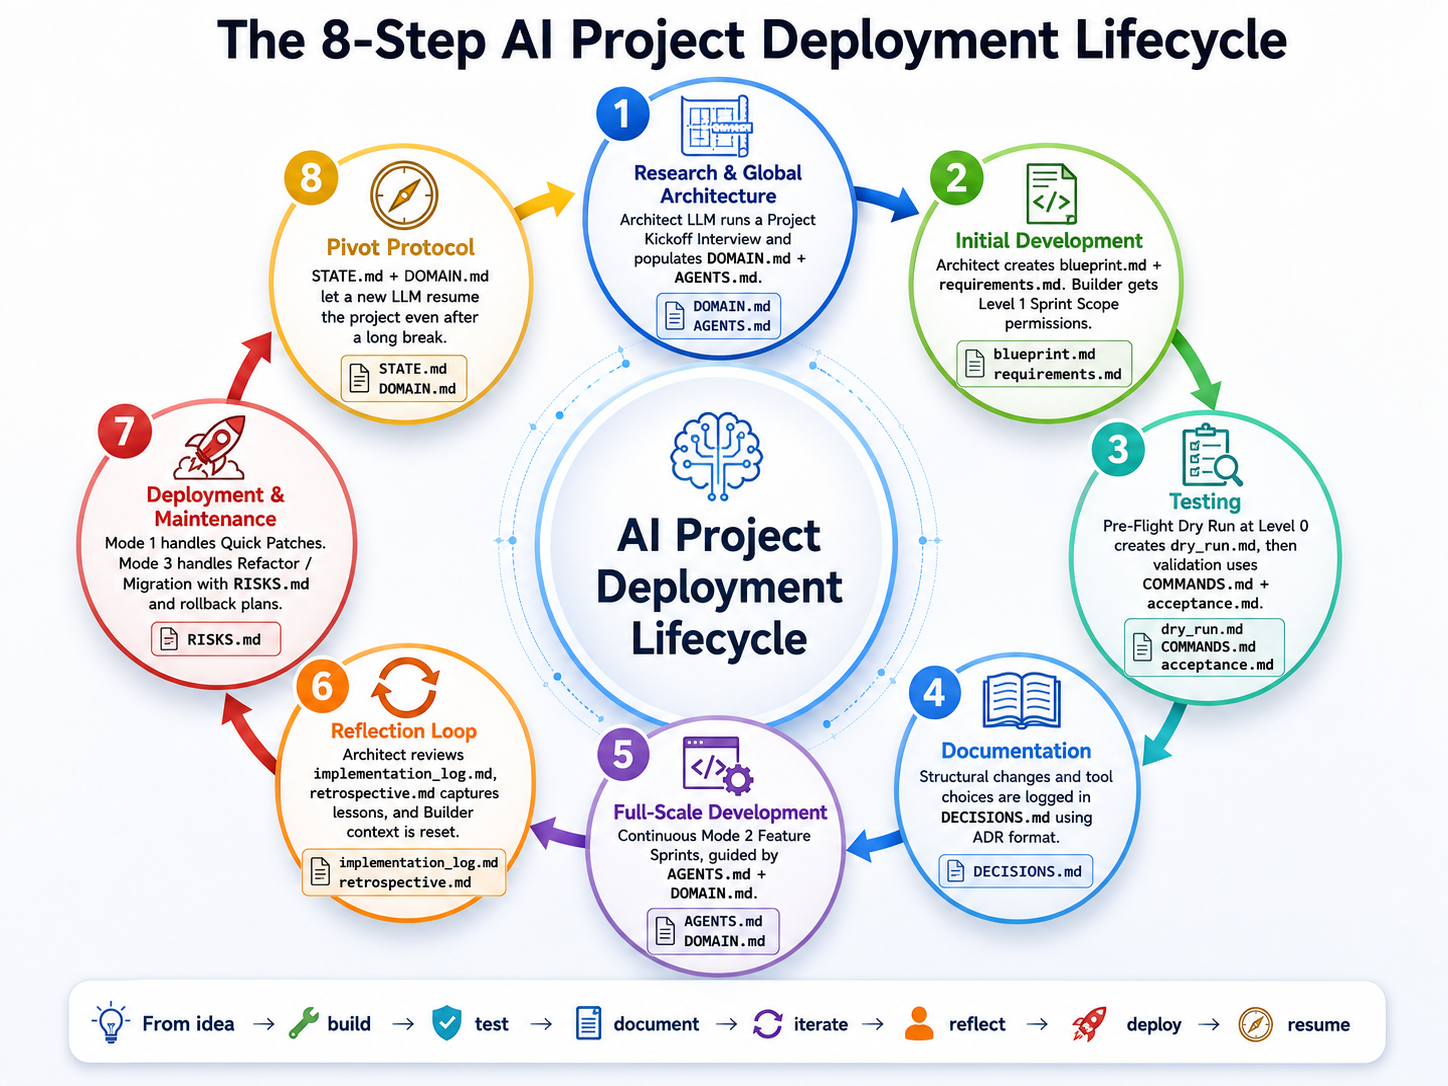 The 8-Step AI Project Deployment Lifecycle
1
Research & Global
Architecture
Architect LLM runs a Project
Kickoff Interview and
populates DOMAIN.md +
AGENTS.md.
DOMAIN.md
AGENTS.md
2
Initial Development
Architect creates blueprint.md +
requirements.md. Builder gets
Level 1 Sprint Scope
permissions.
blueprint.md
requirements.md
3
Testing
Pre-Flight Dry Run at Level 0
creates dry_run.md, then
validation uses
COMMANDS.md +
acceptance.md.
dry_run.md
COMMANDS.md
acceptance.md
4
Documentation
Structural changes and tool
choices are logged in
DECISIONS.md using
ADR format.
DECISIONS.md
5
Full-Scale Development
Continuous Mode 2 Feature
Sprints, guided by
AGENTS.md +
DOMAIN.md.
AGENTS.md
DOMAIN.md
6
Reflection Loop
Architect reviews
implementation_log.md,
retrospective.md captures
lessons, and Builder
context is reset.
implementation_log.md
retrospective.md
7
Deployment &
Maintenance
Mode 1 handles Quick Patches.
Mode 3 handles Refactor /
Migration with RISKS.md
and rollback plans.
RISKS.md
8
Pivot Protocol
STATE.md + DOMAIN.md
let a new LLM resume
the project even after
a long break.
STATE.md
DOMAIN.md
AI Project
Deployment
Lifecycle
From idea → build → test → document → iterate → reflect → deploy → resume